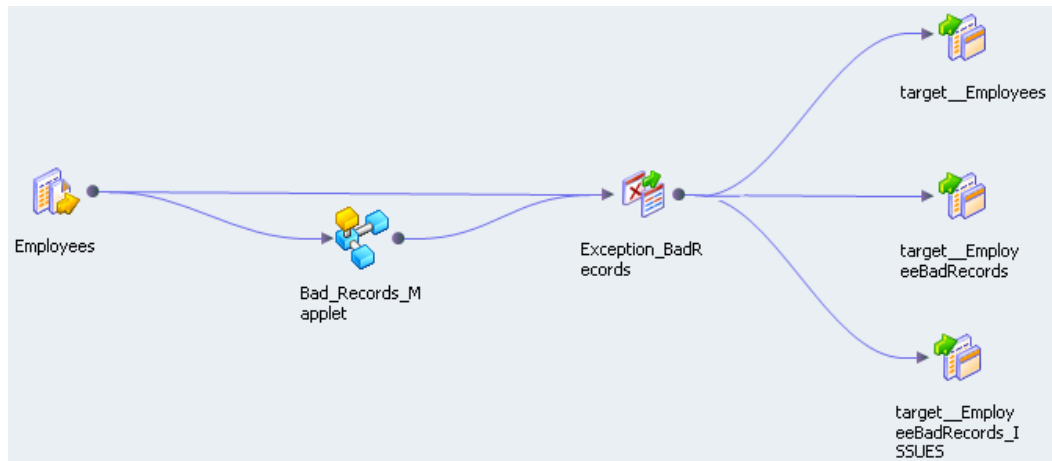 target__Employees
Employees
Bad_Records_M
applet
Exception_BadR
ecords
target__Employ
eeBadRecords
target__Employ
eeBadRecords_I
SSUES